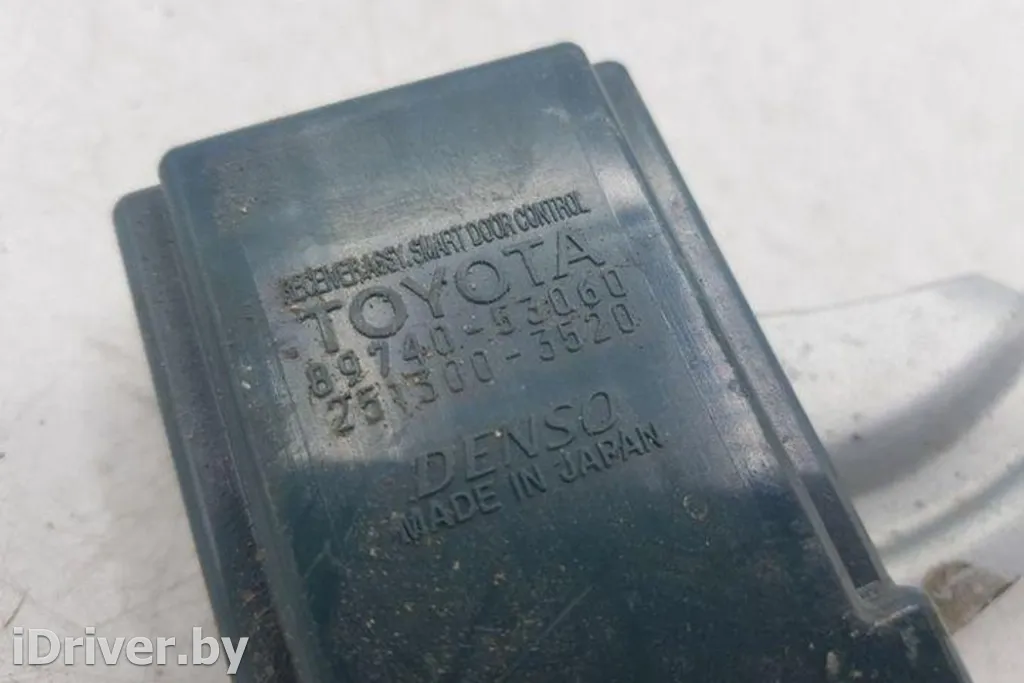 RECEIVER ASSY, SMART DOOR CONTROL
TOYOTA
89740-53060
251300-3520
DENSO
MADE IN JAPAN
iDriver.by